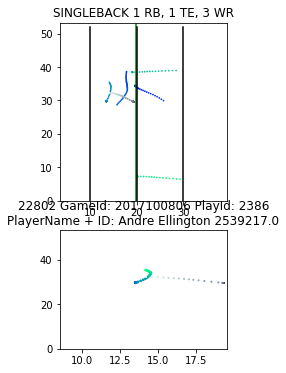 SINGLEBACK 1 RB, 1 TE, 3 WR
50
40
30
20
10
0
10 20 30
22802 GameId: 2017100806 PlayId: 2386
PlayerName + ID: Andre Ellington 2539217.0
40
20
0
10.0 12.5 15.0 17.5